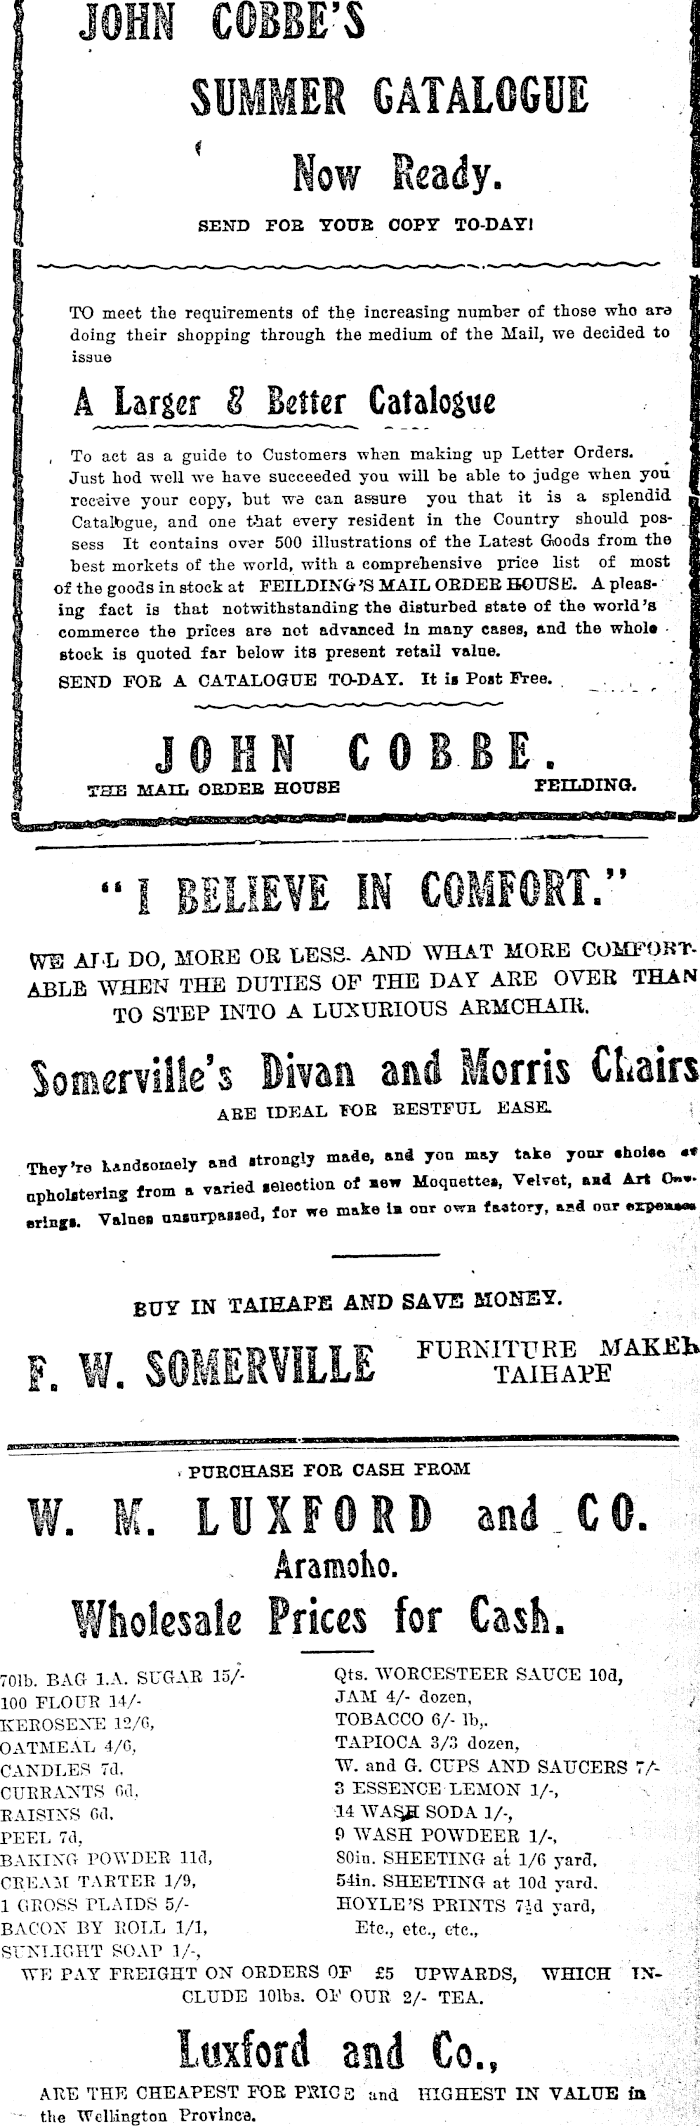 JOHN COBBE'S
SUMMER CATALOGUE
Now Ready.
SEND FOR YOUR COPY TO-DAY!
TO meet the requirements of the increasing number of those who are
doing their shopping through the medium of the Mail, we decided to
issue
A Larger & Better Catalogue
To act as a guide to Customers when making up Letter Orders.
Just hod well we have succeeded you will be able to judge when you
receive your copy, but we can assure you that it is a splendid
Catalogue, and one that every resident in the Country should pos-
sess It contains over 500 illustrations of the Latest Goods from the
best morkets of the world, with a comprehensive price list of most
of the goods in stock at FEILDING'S MAIL ORDER HOUSE. A pleas-
ing fact is that notwithstanding the disturbed state of the world's
commerce the prices are not advanced in many cases, and the whole
stock is quoted far below its present retail value.
SEND FOR A CATALOGUE TO-DAY. It is Post Free.
JOHN COBBE.
THE MAIL ORDER HOUSE FEILDING.
"I BELIEVE IN COMFORT."
WE ALL DO, MORE OR LESS. AND WHAT MORE COMFORT-
ABLE WHEN THE DUTIES OF THE DAY ARE OVER THAN
TO STEP INTO A LUXURIOUS ARMCHAIR.
Somerville's Divan and Morris Chairs
ARE IDEAL FOR RESTFUL EASE.
They're handsomely and strongly made, and you may take your choice of
upholstering from a varied selection of new Moquettes, Velvet, and Art Cov-
erings. Values unsurpassed, for we make in our own factory, and our expenses
BUY IN TAIHAPE AND SAVE MONEY.
F. W. SOMERVILLE FURNITURE MAKER
TAIHAPE
PURCHASE FOR CASH FROM
W. M. LUXFORD and CO.
Aramoho.
Wholesale Prices for Cash.
70lb. BAG 1.A. SUGAR 15/-
100 FLOUR 14/-
KEROSENE 12/6,
OATMEAL 4/6,
CANDLES 7d,
CURRANTS 6d,
RAISINS 6d,
PEEL 7d,
BAKING POWDER 11d,
CREAM TARTER 1/9,
1 GROSS PLAIDS 5/-
BACON BY ROLL 1/1,
SUNLIGHT SOAP 1/-,
Qts. WORCESTEER SAUCE 10d,
JAM 4/- dozen,
TOBACCO 6/- lb,.
TAPIOCA 3/3 dozen,
W. and G. CUPS AND SAUCERS 7/-
3 ESSENCE LEMON 1/-,
14 WASH SODA 1/-,
9 WASH POWDEER 1/-,
80in. SHEETING at 1/6 yard,
54in. SHEETING at 10d yard.
HOYLE'S PRINTS 7½d yard,
Etc., etc., etc.,
WE PAY FREIGHT ON ORDERS OF £5 UPWARDS, WHICH IN-
CLUDE 10lbs. OF OUR 2/- TEA.
Luxford and Co.,
ARE THE CHEAPEST FOR PRICE and HIGHEST IN VALUE in
the Wellington Province.